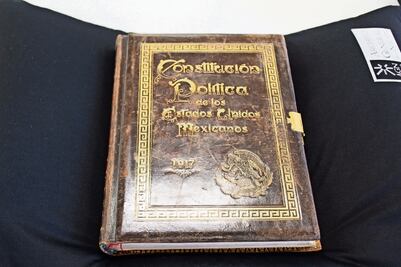 Constitución
Política
de los
Estados Unidos
Mexicanos
1917